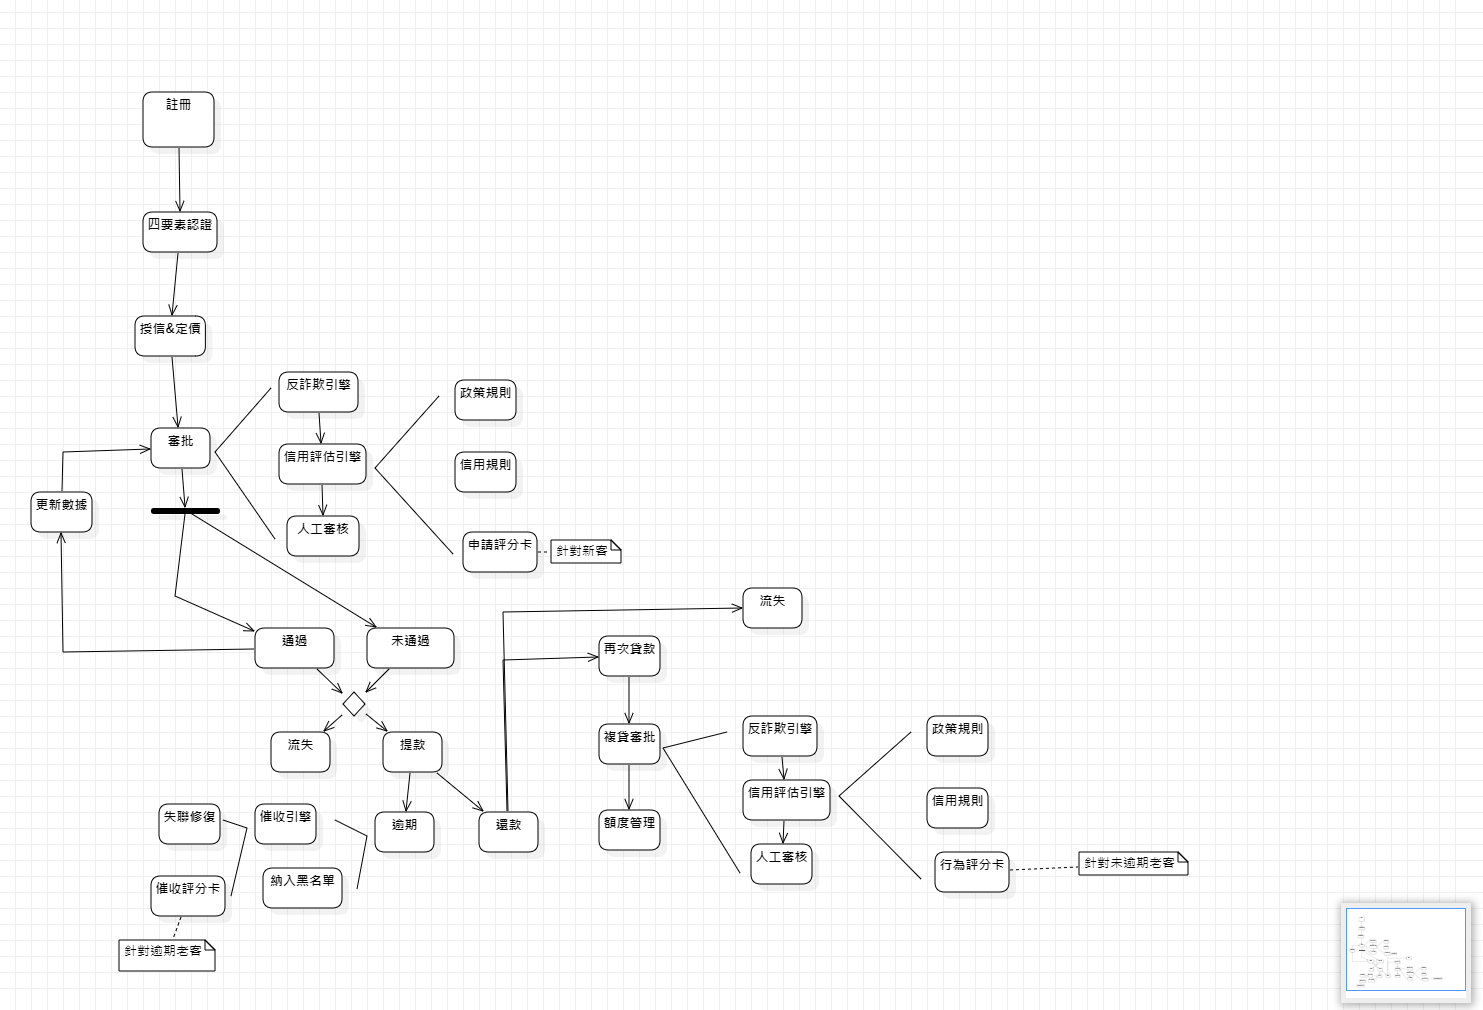 註冊
四要素認證
授信&定價
審批
更新數據
反詐欺引擎
信用評估引擎
人工審核
政策規則
信用規則
申請評分卡
針對新客
通過
未通過
流失
提款
流失
再次貸款
複貸審批
額度管理
反詐欺引擎
信用評估引擎
人工審核
政策規則
信用規則
行為評分卡
針對未逾期老客
失聯修復
催收引擎
逾期
還款
催收評分卡
納入黑名單
針對逾期老客